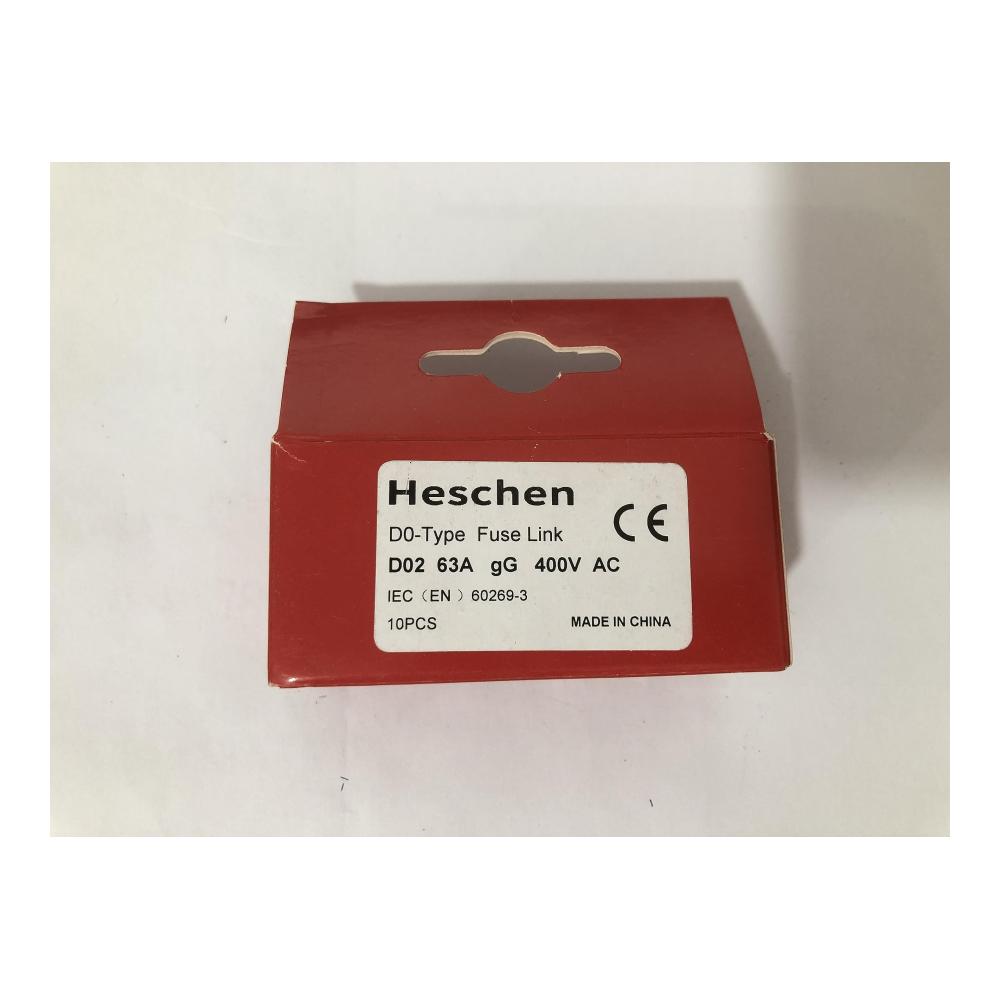 Heschen
CE
D0-Type Fuse Link
D02 63A gG 400V AC
IEC（EN）60269-3
10PCS
MADE IN CHINA